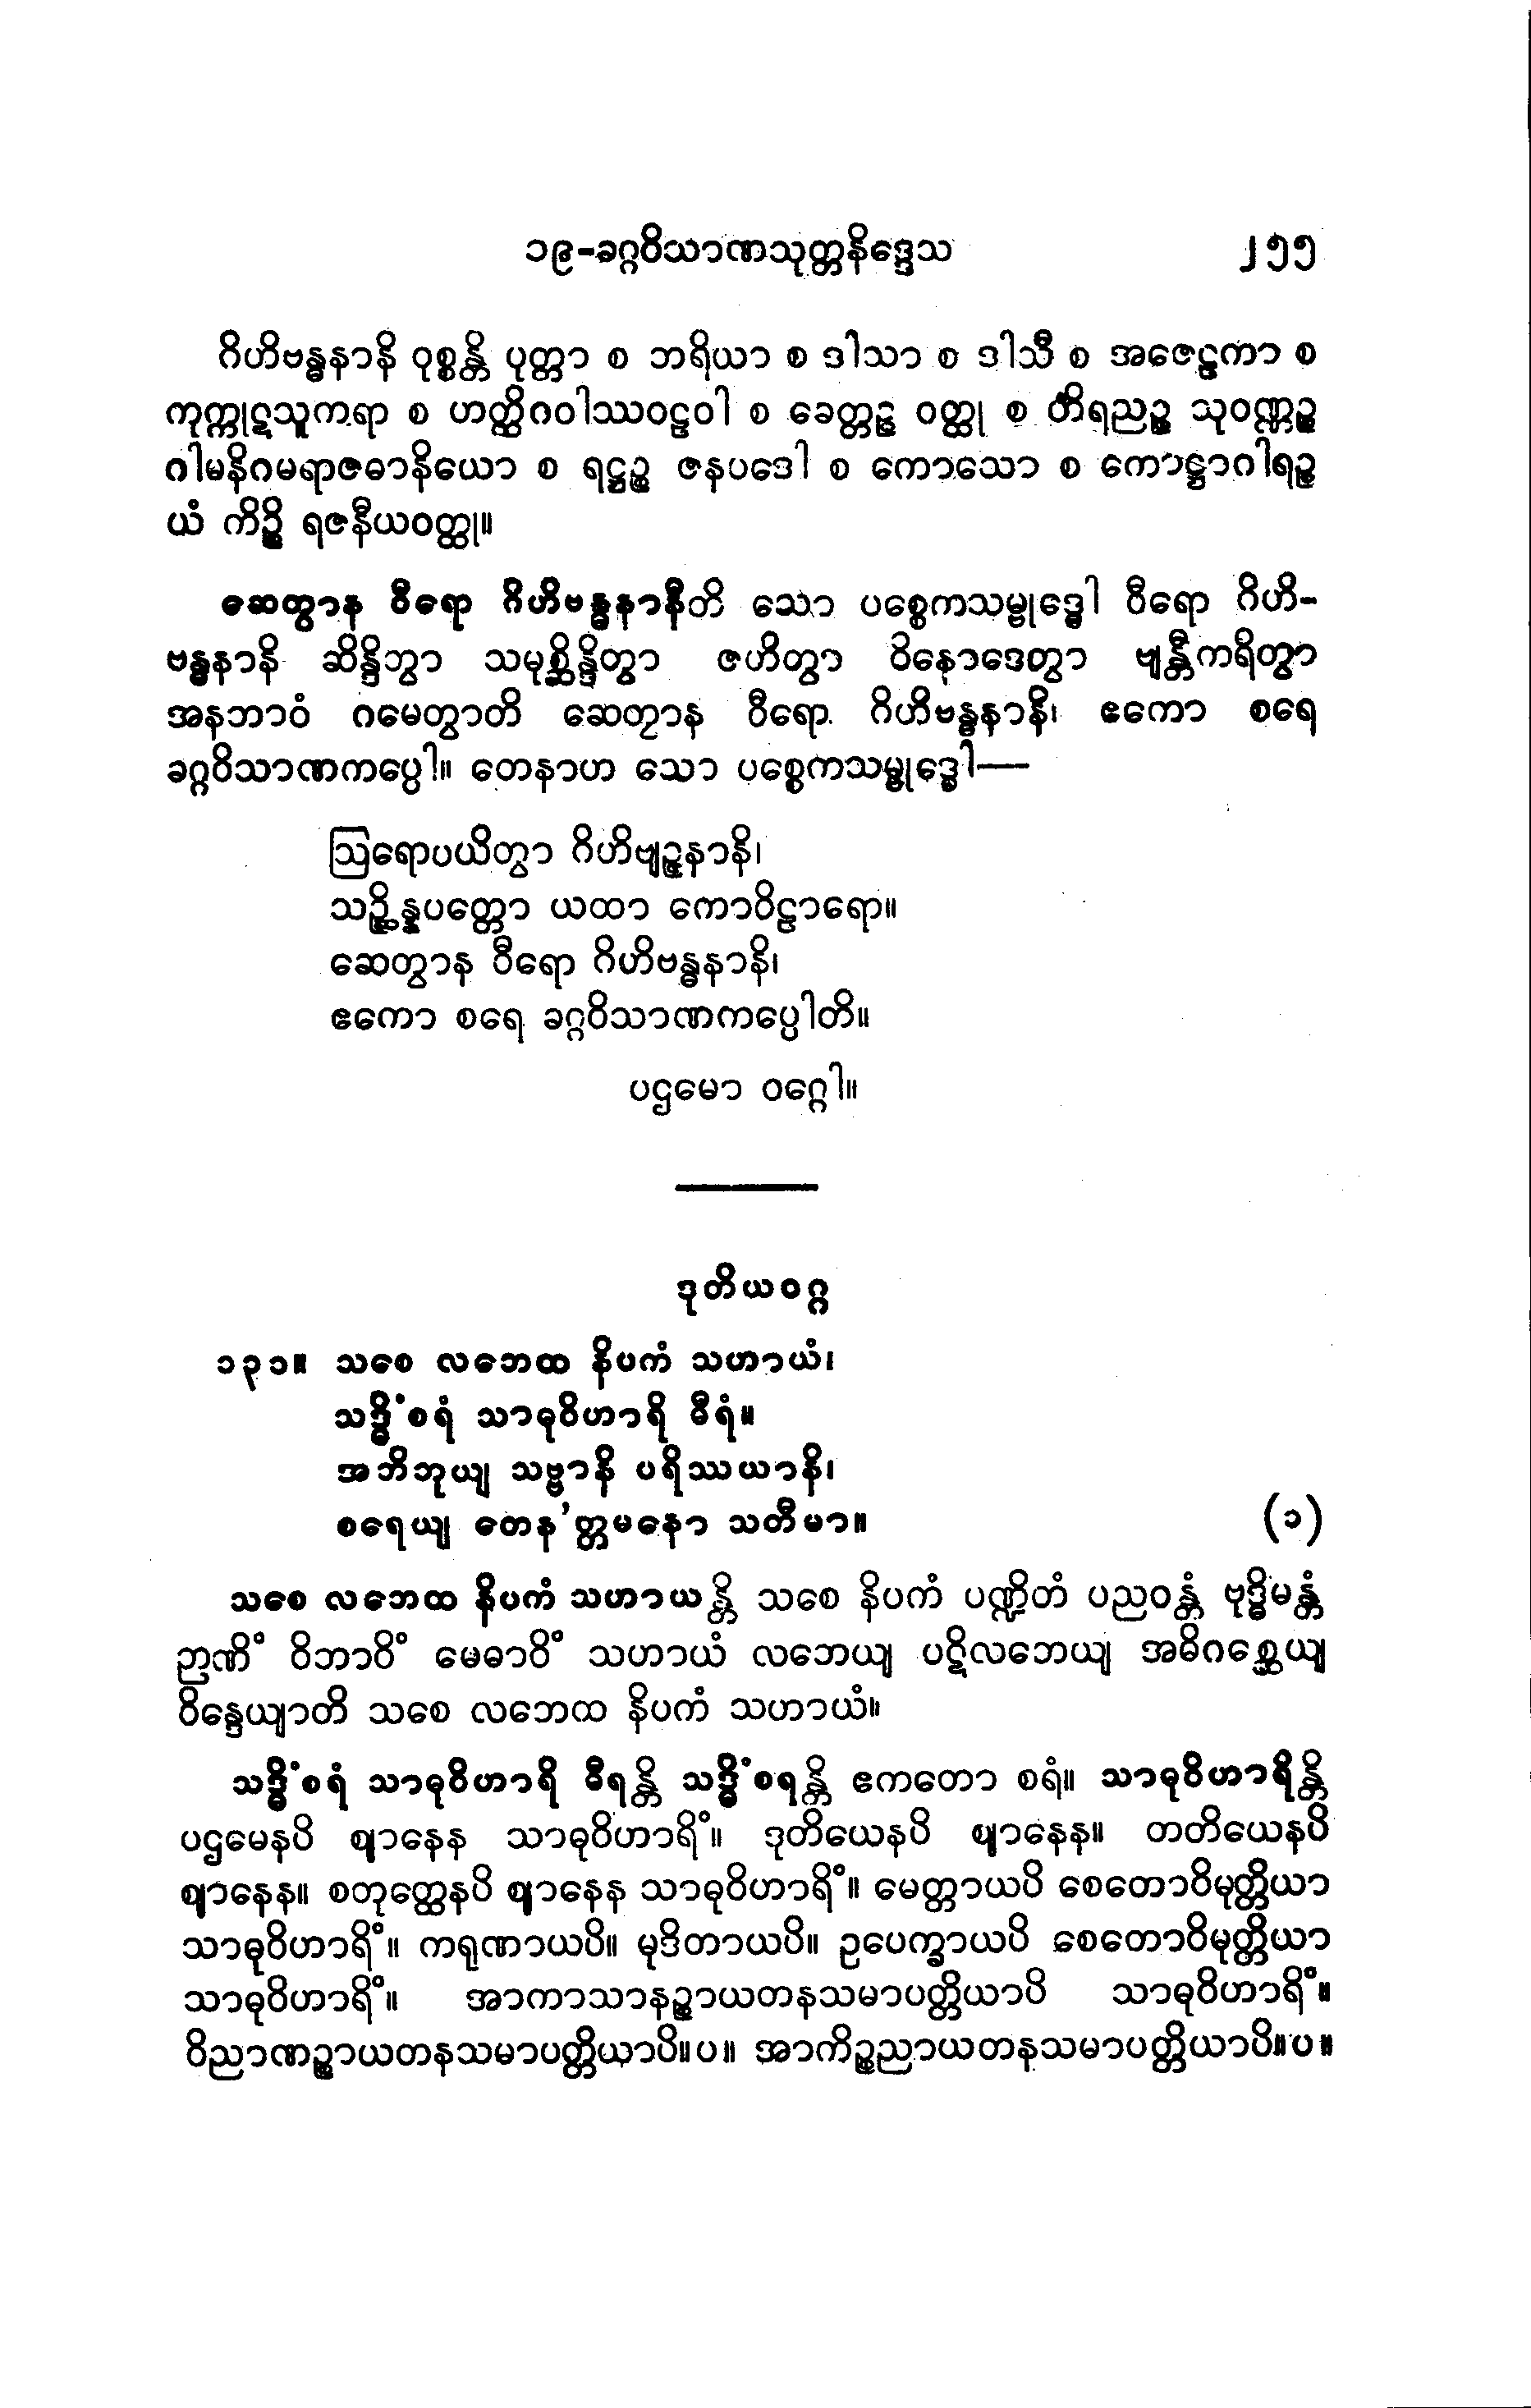 ၁၉-ခဂ္ဂဝိသာဏသုတ္တနိဒ္ဒေသ ၂၅၅
ဂိဟိဗန္ဓနာနိ ဝုစ္စန္တိ ပုတ္တာ စ ဘရိယာ စ ဒါသာ စ ဒါသီ စ အဇေဠကာ စ
ကုက္ကုဋသူကရာ စ ဟတ္ထိဂဝါဿဝဠဝါ စ ခေတ္တဉ္စ ဝတ္ထု စ ဟိရညဉ္စ သုဝဏ္ဏဉ္စ
ဂါမနိဂမရာဇဓာနိယော စ ရဋ္ဌဉ္စ ဇနပဒေါ စ ကောသော စ ကောဋ္ဌာဂါရဉ္စ
ယံ ကိဉ္စိ ရဇနီယဝတ္ထု။
ဆေတွာန ဝီရော ဂိဟိဗန္ဓနာနီတိ သော ပစ္စေကသမ္ဗုဒ္ဓေါ ဝီရော ဂိဟိ-
ဗန္ဓနာနိ ဆိန္ဒိတွာ သမုစ္ဆိန္ဒိတွာ ဇဟိတွာ ဝိနောဒေတွာ ဗျန္တီကရိတွာ
အနဘာဝံ ဂမေတွာတိ ဆေတွာန ဝီရော ဂိဟိဗန္ဓနာနိ၊ ဧကော စရေ
ခဂ္ဂဝိသာဏကပ္ပေါ။ တေနာဟ သော ပစ္စေကသမ္ဗုဒ္ဓေါ—
ဩရောပယိတွာ ဂိဟိဗျဉ္ဇနာနိ၊
သဉ္ဆိန္နပတ္တော ယထာ ကောဝိဠာရော။
ဆေတွာန ဝီရော ဂိဟိဗန္ဓနာနိ၊
ဧကော စရေ ခဂ္ဂဝိသာဏကပ္ပေါတိ။
ပဌမော ဝဂ္ဂေါ။
ဒုတိယဝဂ္ဂ
၁၃၁။ သစေ လဘေထ နိပကံ သဟာယံ၊
သဒ္ဓိံစရံ သာဓုဝိဟာရိ ဓီရံ။
အဘိဘုယျ သဗ္ဗာနိ ပရိဿယာနိ၊
စရေယျ တေန'တ္တမနော သတီမာ။ (၁)
သစေ လဘေထ နိပကံ သဟာယန္တိ သစေ နိပကံ ပဏ္ဍိတံ ပညဝန္တံ ဗုဒ္ဓိမန္တံ
ဉာဏိံ ဝိဘာဝိံ မေဓာဝိံ သဟာယံ လဘေယျ ပဋိလဘေယျ အဓိဂစ္ဆေယျ
ဝိန္ဒေယျာတိ သစေ လဘေထ နိပကံ သဟာယံ။
သဒ္ဓိံစရံ သာဓုဝိဟာရိ ဓီရန္တိ သဒ္ဓိံစရန္တိ ဧကတော စရံ။ သာဓုဝိဟာရိန္တိ
ပဌမေနပိ ဈာနေန သာဓုဝိဟာရိံ။ ဒုတိယေနပိ ဈာနေန။ တတိယေနပိ
ဈာနေန။ စတုတ္ထေနပိ ဈာနေန သာဓုဝိဟာရိံ။ မေတ္တာယပိ စေတောဝိမုတ္တိယာ
သာဓုဝိဟာရိံ။ ကရုဏာယပိ။ မုဒိတာယပိ။ ဥပေက္ခာယပိ စေတောဝိမုတ္တိယာ
သာဓုဝိဟာရိံ။ အာကာသာနဉ္စာယတနသမာပတ္တိယာပိ သာဓုဝိဟာရိံ။
ဝိညာဏဉ္စာယတနသမာပတ္တိယာပိ။ပ။ အာကိဉ္စညာယတနသမာပတ္တိယာပိ။ပ။